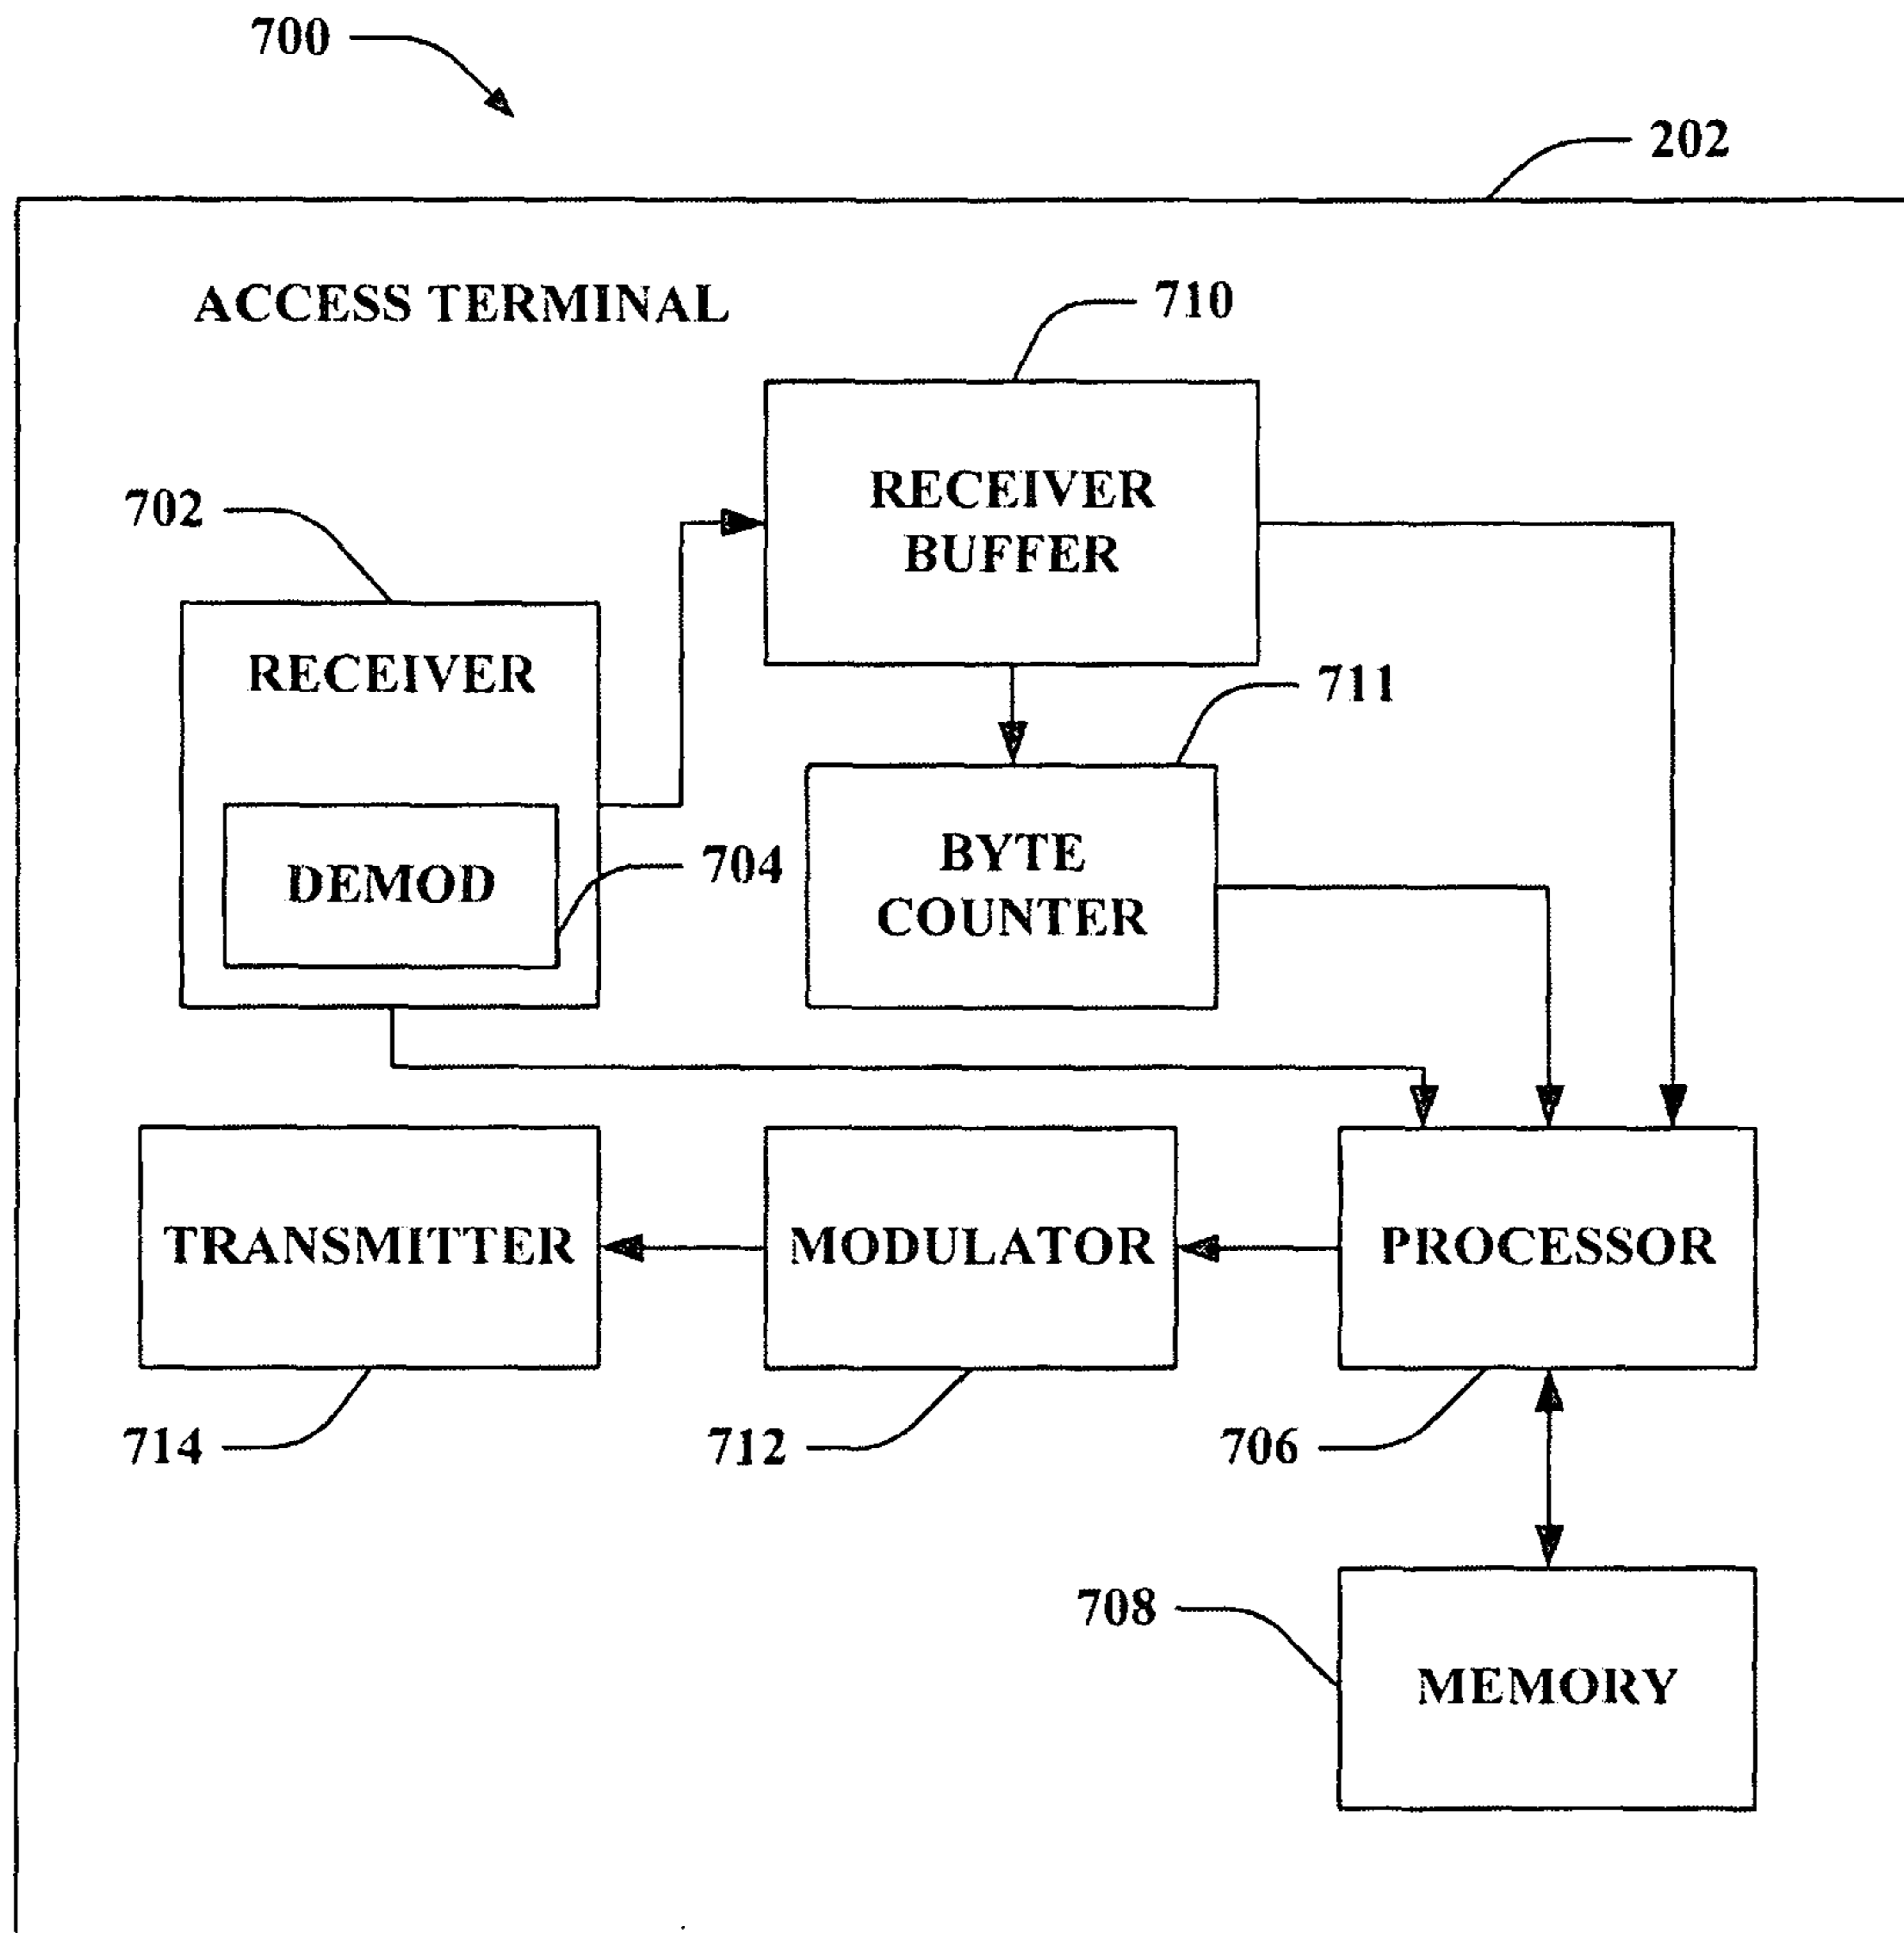 700
202
ACCESS TERMINAL
710
RECEIVER
BUFFER
702
RECEIVER
711
DEMOD
704
BYTE
COUNTER
TRANSMITTER
MODULATOR
PROCESSOR
714
712
706
708
MEMORY